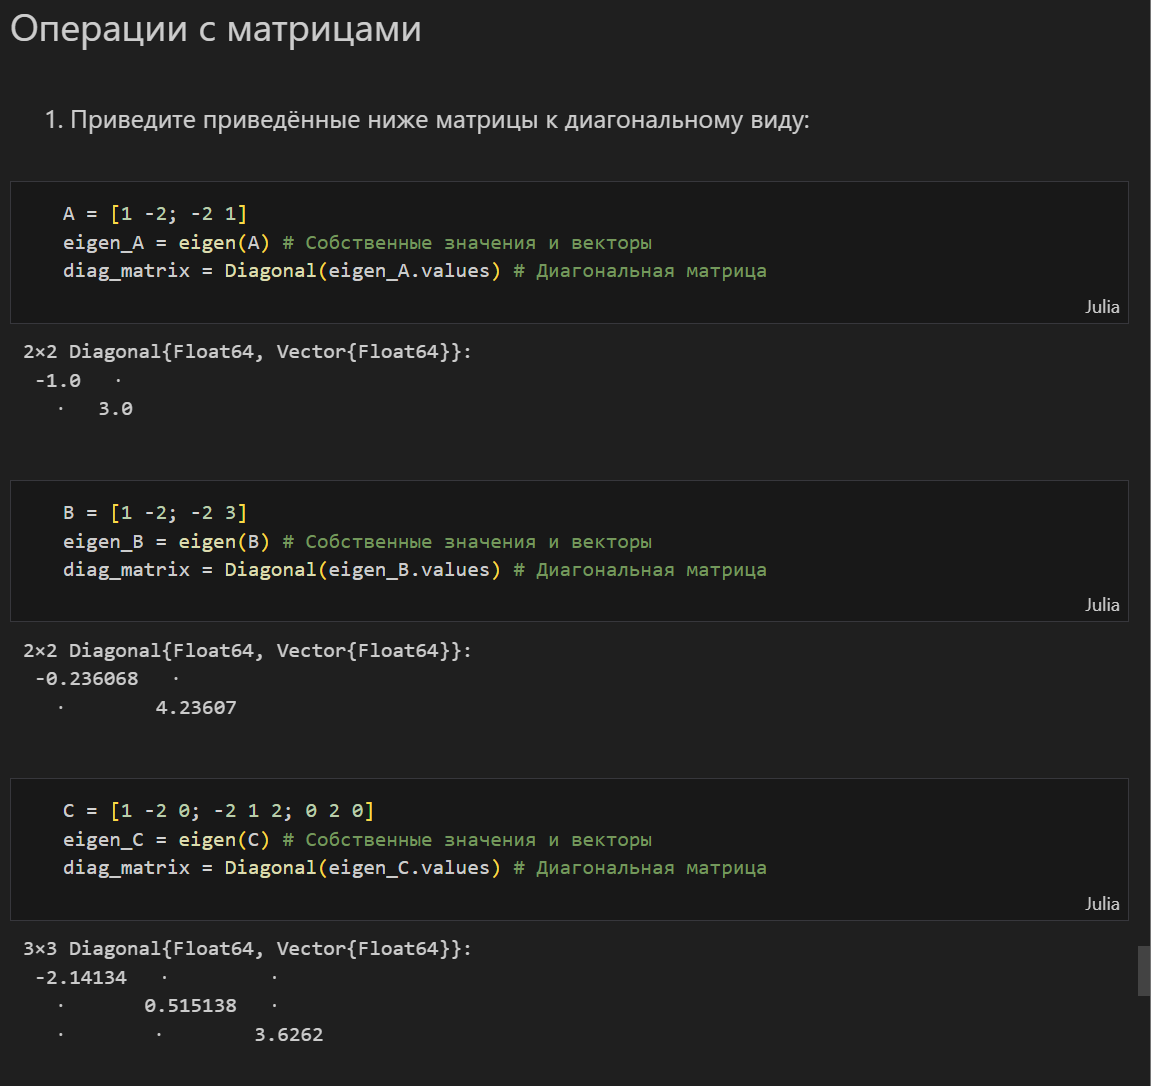 Операции с матрицами
1. Приведите приведённые ниже матрицы к диагональному виду:
A = [1 -2; -2 1]
eigen_A = eigen(A) # Собственные значения и векторы
diag_matrix = Diagonal(eigen_A.values) # Диагональная матрица
Julia
2×2 Diagonal{Float64, Vector{Float64}}:
 -1.0   ⋅
   ⋅   3.0
B = [1 -2; -2 3]
eigen_B = eigen(B) # Собственные значения и векторы
diag_matrix = Diagonal(eigen_B.values) # Диагональная матрица
Julia
2×2 Diagonal{Float64, Vector{Float64}}:
 -0.236068   ⋅
   ⋅        4.23607
C = [1 -2 0; -2 1 2; 0 2 0]
eigen_C = eigen(C) # Собственные значения и векторы
diag_matrix = Diagonal(eigen_C.values) # Диагональная матрица
Julia
3×3 Diagonal{Float64, Vector{Float64}}:
 -2.14134   ⋅         ⋅
   ⋅       0.515138   ⋅
   ⋅        ⋅        3.6262